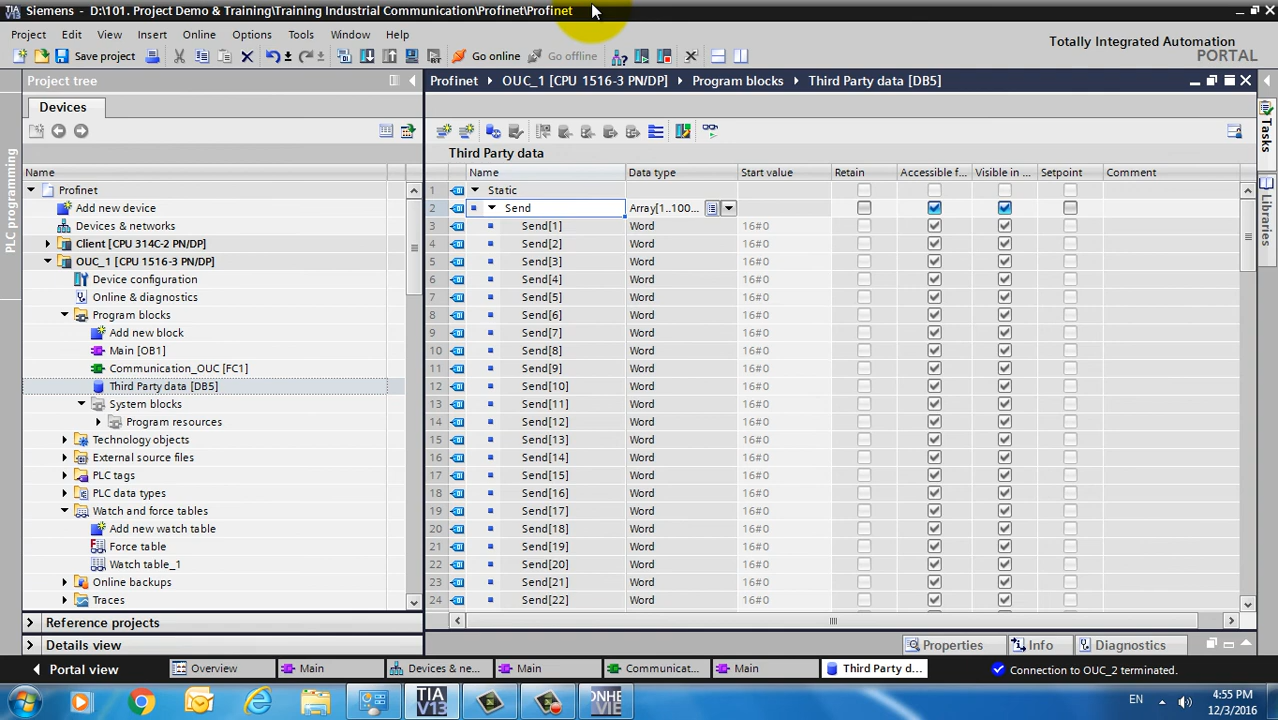 TIA V13 Siemens - D:\101. Project Demo & Training\Training Industrial Communication\Profinet\Profinet
Project Edit View Insert Online Options Tools Window Help
Totally Integrated Automation
PORTAL
Save project Go online Go offline
Project tree
Profinet OUC_1 [CPU 1516-3 PN/DP] Program blocks Third Party data [DB5]
Devices
PLC programming
Name
Profinet
Add new device
Devices & networks
Client [CPU 314C-2 PN/DP]
OUC_1 [CPU 1516-3 PN/DP]
Device configuration
Online & diagnostics
Program blocks
Add new block
Main [OB1]
Communication_OUC [FC1]
Third Party data [DB5]
System blocks
Program resources
Technology objects
External source files
PLC tags
PLC data types
Watch and force tables
Add new watch table
Force table
Watch table_1
Online backups
Traces
Reference projects
Details view
Third Party data
Name Data type Start value Retain Accessible f... Visible in ... Setpoint Comment
1 Static
2 Send Array[1..100...
3 Send[1] Word 16#0
4 Send[2] Word 16#0
5 Send[3] Word 16#0
6 Send[4] Word 16#0
7 Send[5] Word 16#0
8 Send[6] Word 16#0
9 Send[7] Word 16#0
10 Send[8] Word 16#0
11 Send[9] Word 16#0
12 Send[10] Word 16#0
13 Send[11] Word 16#0
14 Send[12] Word 16#0
15 Send[13] Word 16#0
16 Send[14] Word 16#0
17 Send[15] Word 16#0
18 Send[16] Word 16#0
19 Send[17] Word 16#0
20 Send[18] Word 16#0
21 Send[19] Word 16#0
22 Send[20] Word 16#0
23 Send[21] Word 16#0
24 Send[22] Word 16#0
Tasks
Libraries
Properties Info Diagnostics
Portal view Overview Main Devices & ne... Main Communicat... Main Third Party d... Connection to OUC_2 terminated.
TIA V13
EN
4:55 PM
12/3/2016